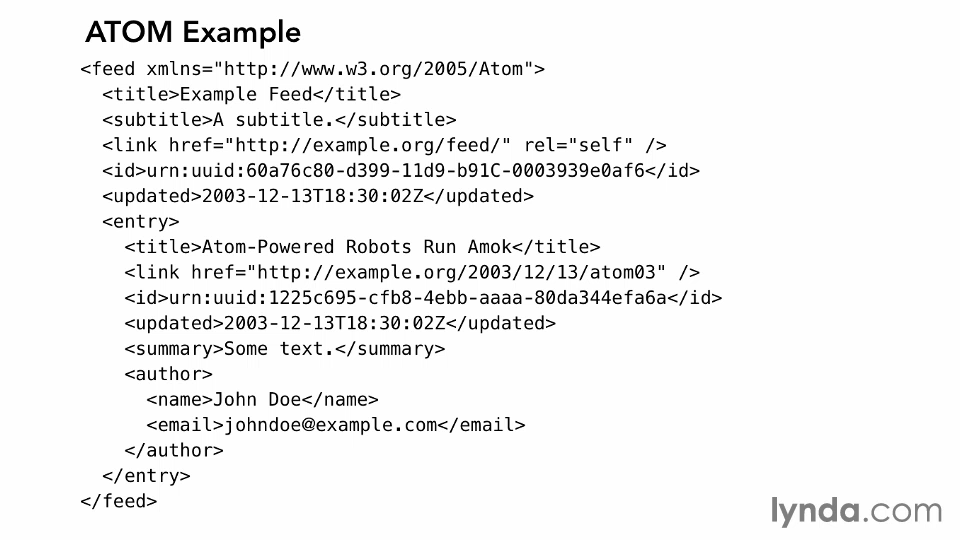 ATOM Example
<feed xmlns="http://www.w3.org/2005/Atom">
  <title>Example Feed</title>
  <subtitle>A subtitle.</subtitle>
  <link href="http://example.org/feed/" rel="self" />
  <id>urn:uuid:60a76c80-d399-11d9-b91C-0003939e0af6</id>
  <updated>2003-12-13T18:30:02Z</updated>
  <entry>
    <title>Atom-Powered Robots Run Amok</title>
    <link href="http://example.org/2003/12/13/atom03" />
    <id>urn:uuid:1225c695-cfb8-4ebb-aaaa-80da344efa6a</id>
    <updated>2003-12-13T18:30:02Z</updated>
    <summary>Some text.</summary>
    <author>
      <name>John Doe</name>
      <email>johndoe@example.com</email>
    </author>
  </entry>
</feed>
lynda.com